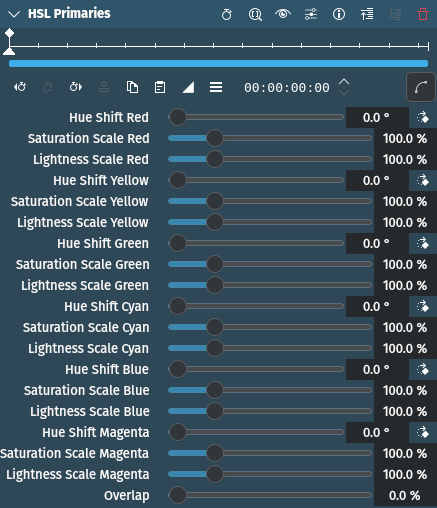 HSL Primaries
00:00:00:00
Hue Shift Red 0.0 °
Saturation Scale Red 100.0 %
Lightness Scale Red 100.0 %
Hue Shift Yellow 0.0 °
Saturation Scale Yellow 100.0 %
Lightness Scale Yellow 100.0 %
Hue Shift Green 0.0 °
Saturation Scale Green 100.0 %
Lightness Scale Green 100.0 %
Hue Shift Cyan 0.0 °
Saturation Scale Cyan 100.0 %
Lightness Scale Cyan 100.0 %
Hue Shift Blue 0.0 °
Saturation Scale Blue 100.0 %
Lightness Scale Blue 100.0 %
Hue Shift Magenta 0.0 °
Saturation Scale Magenta 100.0 %
Lightness Scale Magenta 100.0 %
Overlap 0.0 %